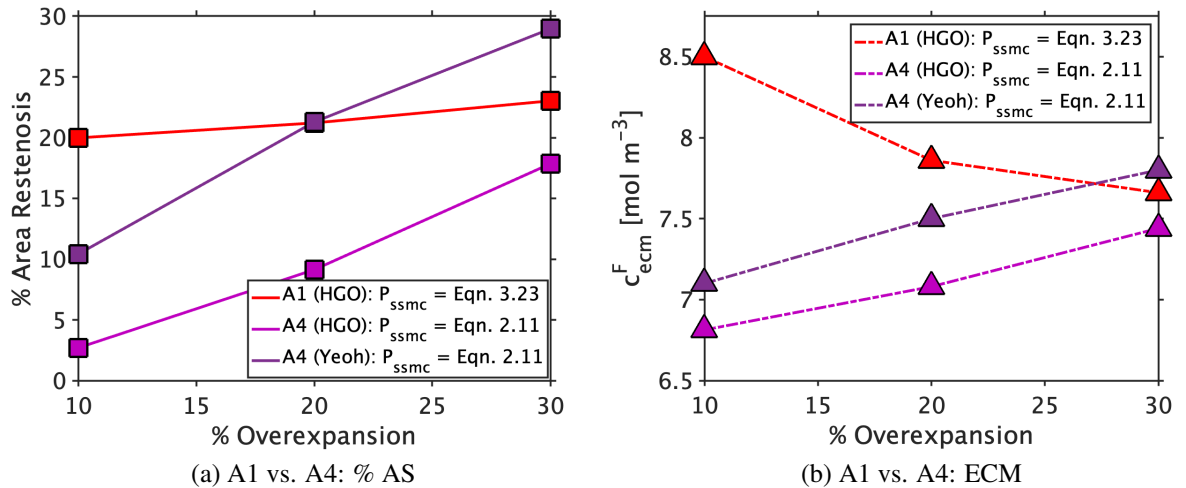 30
25
20
15
10
5
0
% Area Restenosis
A1 (HGO): P_ssmc = Eqn. 3.23
A4 (HGO): P_ssmc = Eqn. 2.11
A4 (Yeoh): P_ssmc = Eqn. 2.11
10 15 20 25 30
% Overexpansion
(a) A1 vs. A4: % AS
8.5
8
7.5
7
6.5
c^F_ecm [mol m^-3]
A1 (HGO): P_ssmc = Eqn. 3.23
A4 (HGO): P_ssmc = Eqn. 2.11
A4 (Yeoh): P_ssmc = Eqn. 2.11
10 15 20 25 30
% Overexpansion
(b) A1 vs. A4: ECM